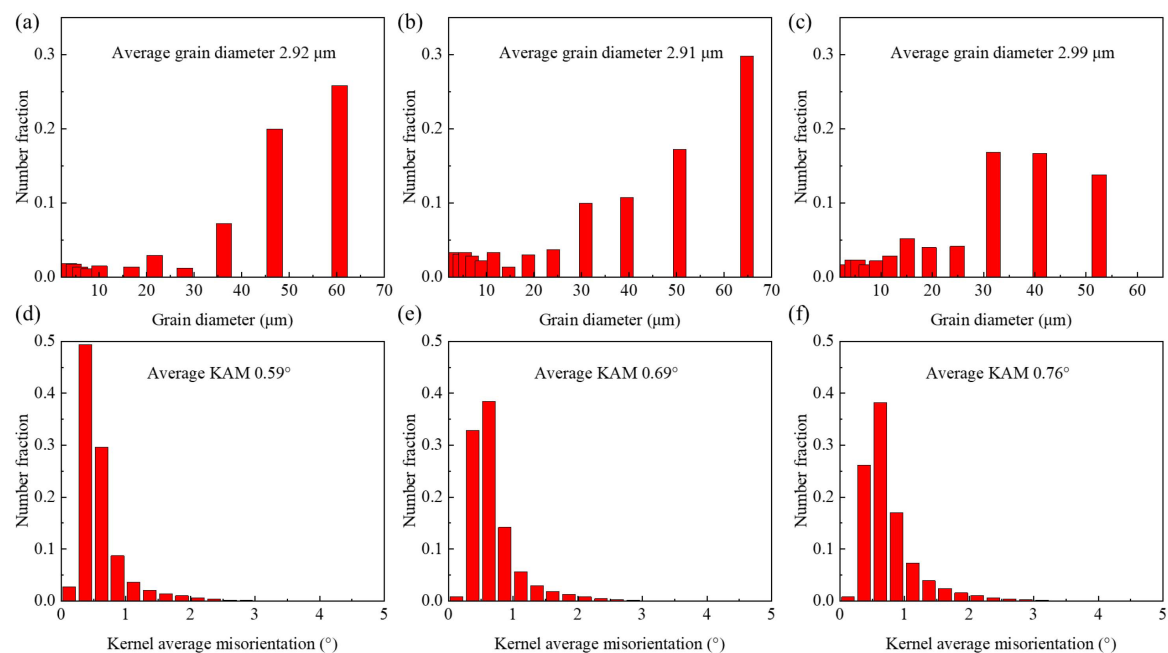 (a)
Average grain diameter 2.92 μm
Number fraction
0.3
0.2
0.1
0.0
10 20 30 40 50 60 70
Grain diameter (μm)
(b)
Average grain diameter 2.91 μm
Number fraction
0.3
0.2
0.1
0.0
10 20 30 40 50 60 70
Grain diameter (μm)
(c)
Average grain diameter 2.99 μm
Number fraction
0.3
0.2
0.1
0.0
10 20 30 40 50 60
Grain diameter (μm)
(d)
Average KAM 0.59°
Number fraction
0.5
0.4
0.3
0.2
0.1
0.0
0 1 2 3 4 5
Kernel average misorientation (°)
(e)
Average KAM 0.69°
Number fraction
0.5
0.4
0.3
0.2
0.1
0.0
0 1 2 3 4 5
Kernel average misorientation (°)
(f)
Average KAM 0.76°
Number fraction
0.5
0.4
0.3
0.2
0.1
0.0
0 1 2 3 4 5
Kernel average misorientation (°)